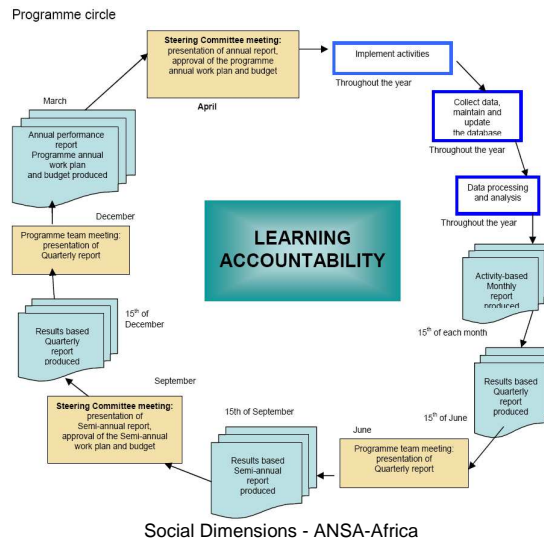 Programme circle
Steering Committee meeting:
presentation of annual report,
approval of the programme
annual work plan and budget
April
Implement activities
Throughout the year
Collect data,
maintain and
update
the database
Throughout the year
Data processing
and analysis
Throughout the year
Activity-based
Monthly
report
produced
15th of each month
Results based
Quarterly
report
produced
15th of June
June
Programme team meeting:
presentation of
Quarterly report
15th of September
Results based
Semi-annual
report
produced
September
Steering Committee meeting:
presentation of
Semi-annual report,
approval of the Semi-annual
work plan and budget
15th of
December
Results based
Quarterly
report
produced
December
Programme team meeting:
presentation of
Quarterly report
March
Annual performance
report
Programme annual
work plan
and budget produced
LEARNING
ACCOUNTABILITY
Social Dimensions - ANSA-Africa